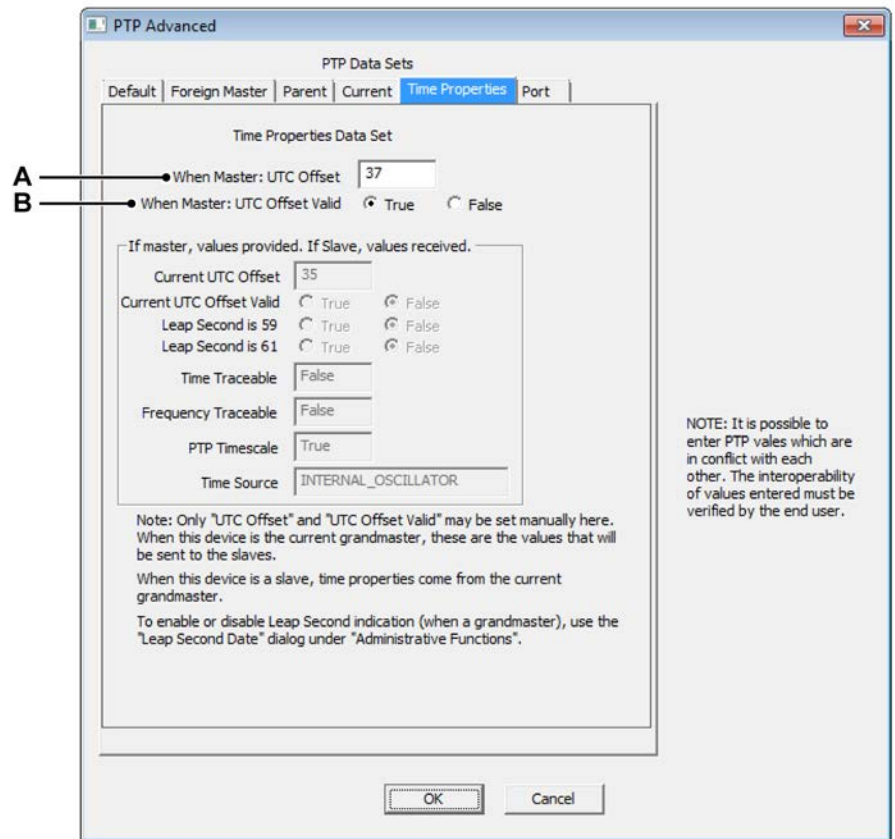 PTP Advanced
PTP Data Sets
Default Foreign Master Parent Current Time Properties Port
Time Properties Data Set
A When Master: UTC Offset 37
B When Master: UTC Offset Valid True False
If master, values provided. If Slave, values received.
Current UTC Offset 35
Current UTC Offset Valid True False
Leap Second is 59 True False
Leap Second is 61 True False
Time Traceable False
Frequency Traceable False
PTP Timescale True
Time Source INTERNAL_OSCILLATOR
NOTE: It is possible to
enter PTP vales which are
in conflict with each
other. The interoperability
of values entered must be
verified by the end user.
Note: Only "UTC Offset" and "UTC Offset Valid" may be set manually here.
When this device is the current grandmaster, these are the values that will
be sent to the slaves.
When this device is a slave, time properties come from the current
grandmaster.
To enable or disable Leap Second indication (when a grandmaster), use the
"Leap Second Date" dialog under "Administrative Functions".
OK Cancel